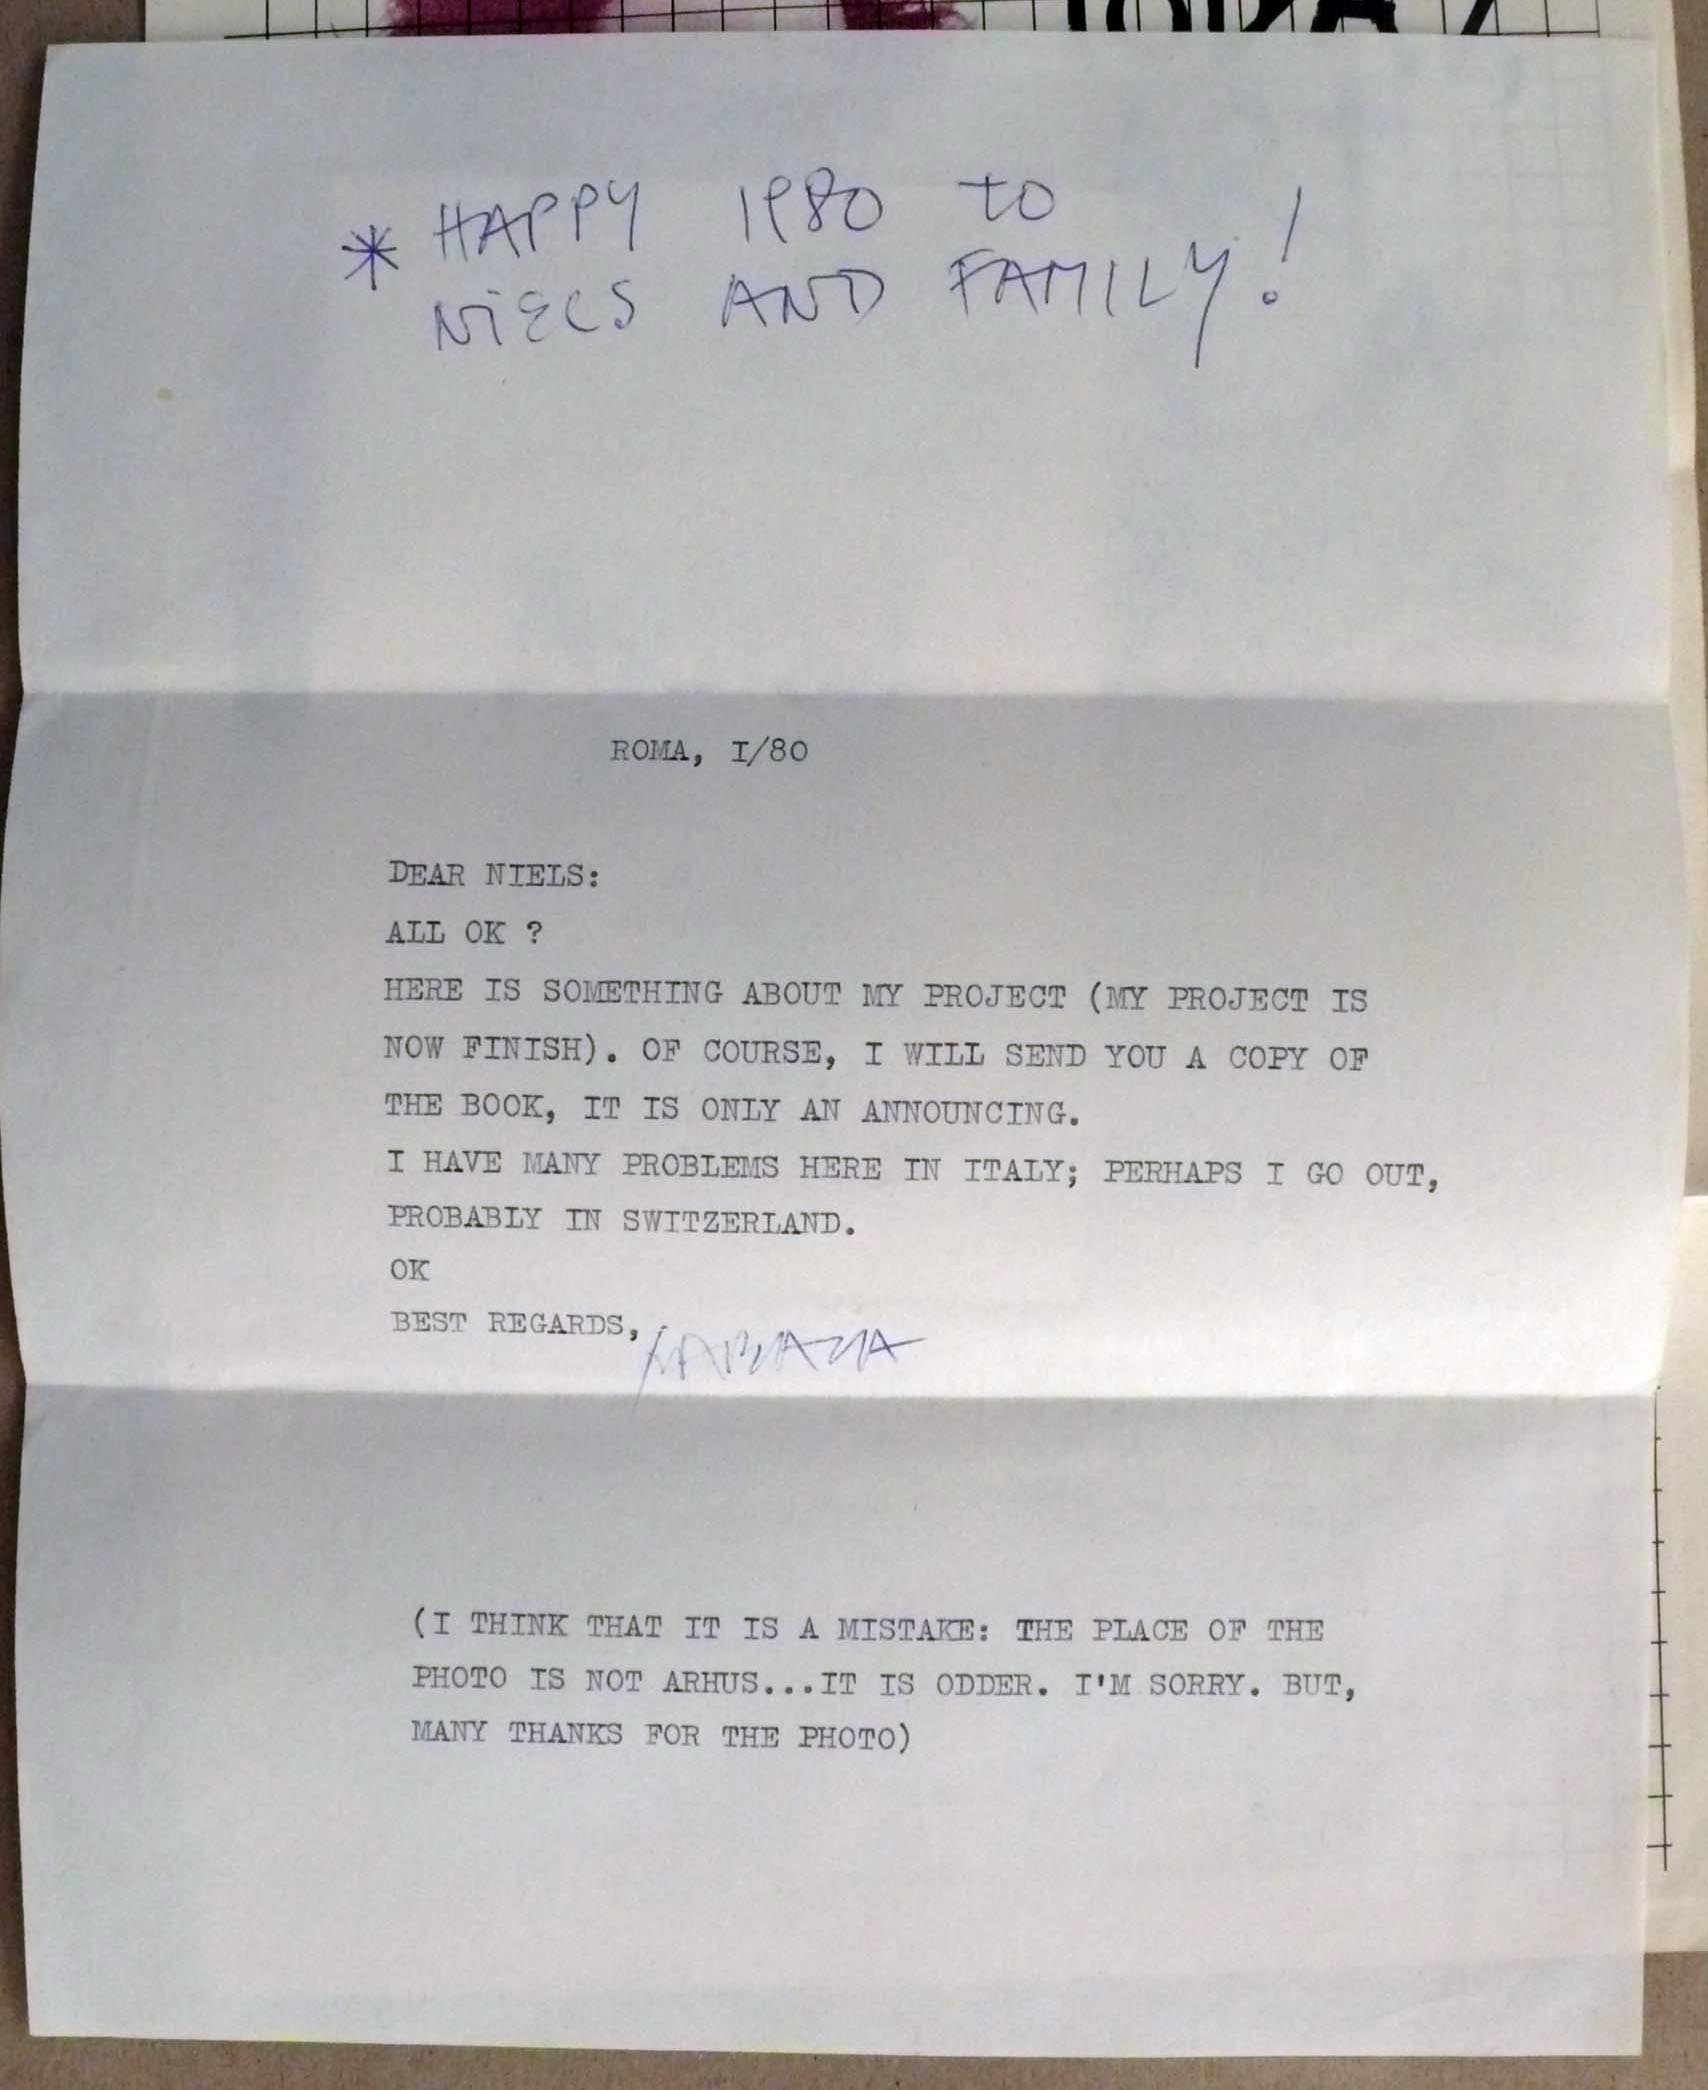 * HAPPY 1980 to
NiELS AND FAMILY!
ROMA, I/80
DEAR NIELS:
ALL OK ?
HERE IS SOMETHING ABOUT MY PROJECT (MY PROJECT IS
NOW FINISH). OF COURSE, I WILL SEND YOU A COPY OF
THE BOOK, IT IS ONLY AN ANNOUNCING.
I HAVE MANY PROBLEMS HERE IN ITALY; PERHAPS I GO OUT,
PROBABLY IN SWITZERLAND.
OK
BEST REGARDS,
(I THINK THAT IT IS A MISTAKE: THE PLACE OF THE
PHOTO IS NOT ARHUS...IT IS ODDER. I'M SORRY. BUT,
MANY THANKS FOR THE PHOTO)